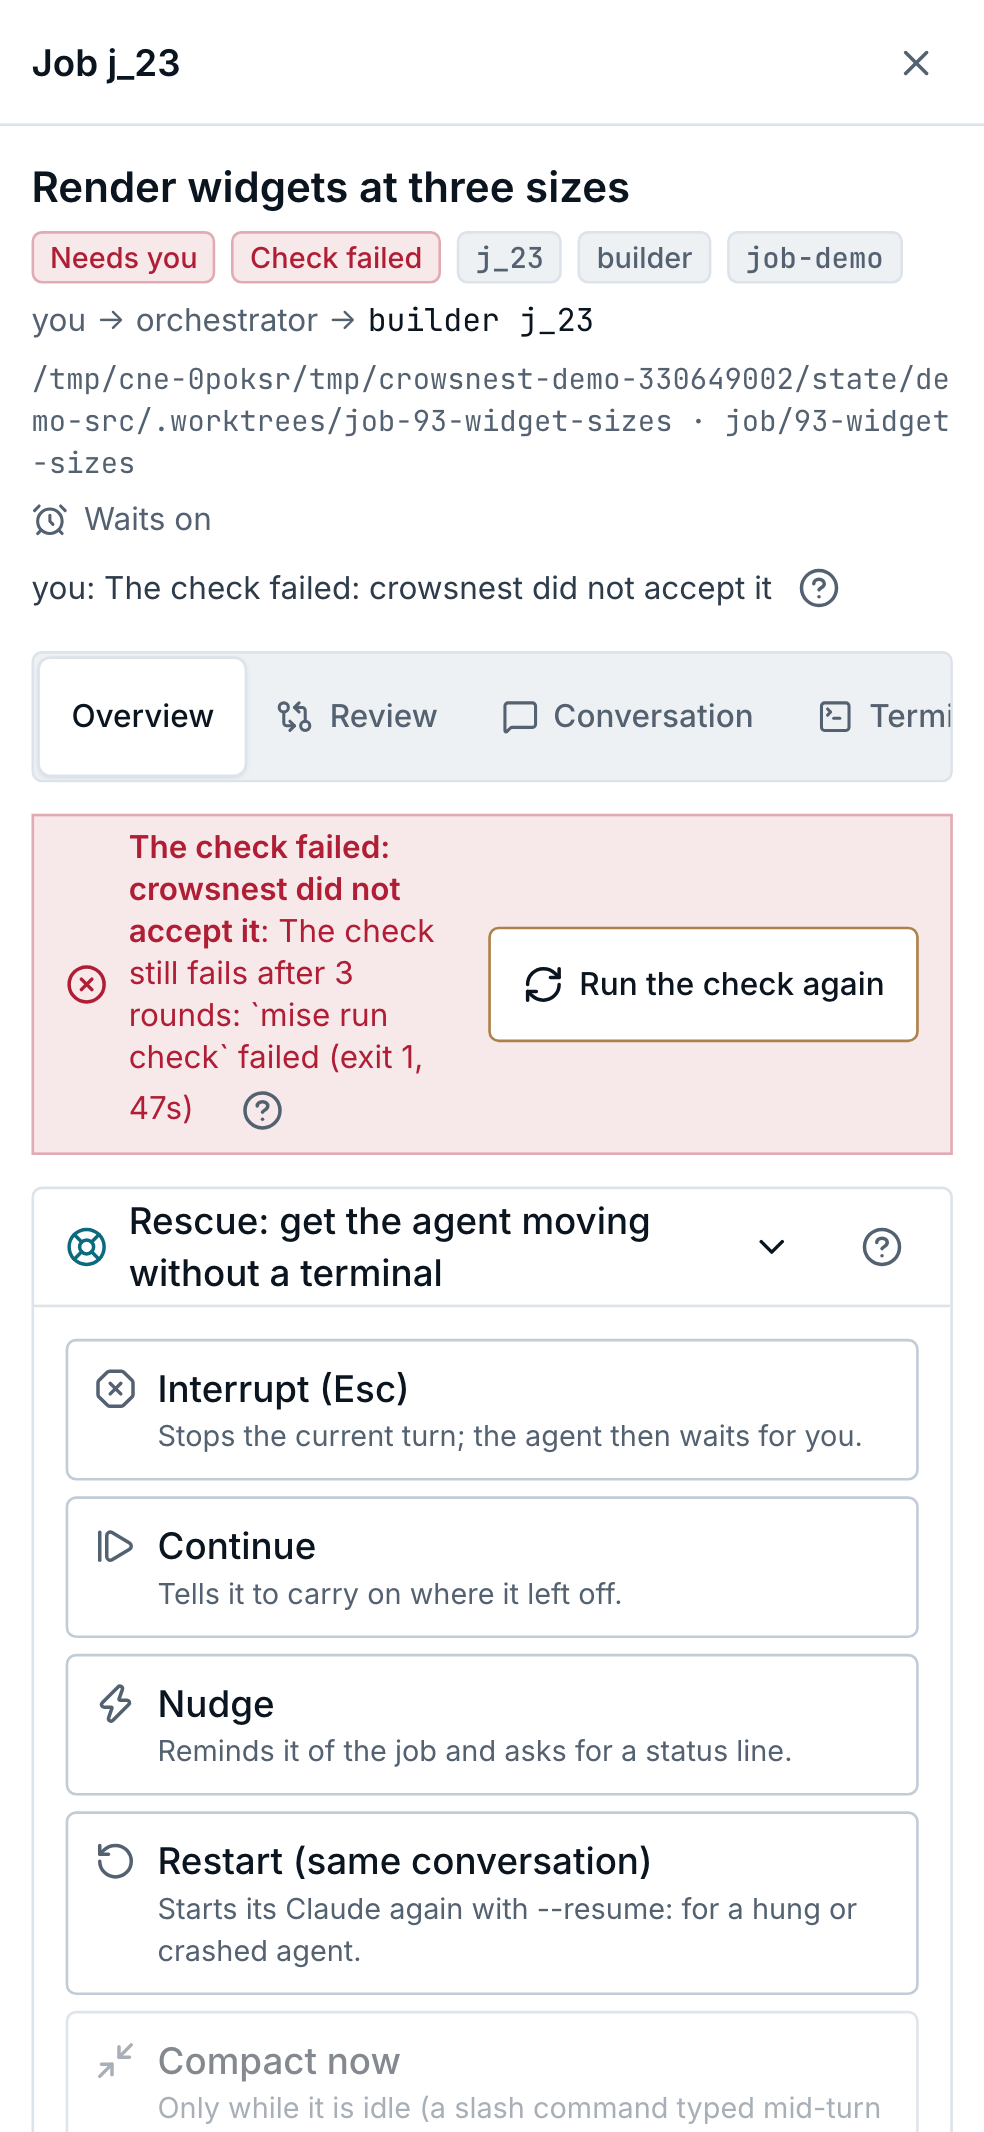 Job j_23
Render widgets at three sizes
Needs you Check failed j_23 builder job-demo
you → orchestrator → builder j_23
/tmp/cne-0poksr/tmp/crowsnest-demo-330649002/state/de
mo-src/.worktrees/job-93-widget-sizes · job/93-widget
-sizes
Waits on
you: The check failed: crowsnest did not accept it
Overview Review Conversation Termi
The check failed:
crowsnest did not
accept it: The check
still fails after 3
rounds: `mise run
check` failed (exit 1,
47s)
Run the check again
Rescue: get the agent moving
without a terminal
Interrupt (Esc)
Stops the current turn; the agent then waits for you.
Continue
Tells it to carry on where it left off.
Nudge
Reminds it of the job and asks for a status line.
Restart (same conversation)
Starts its Claude again with --resume: for a hung or
crashed agent.
Compact now
Only while it is idle (a slash command typed mid-turn